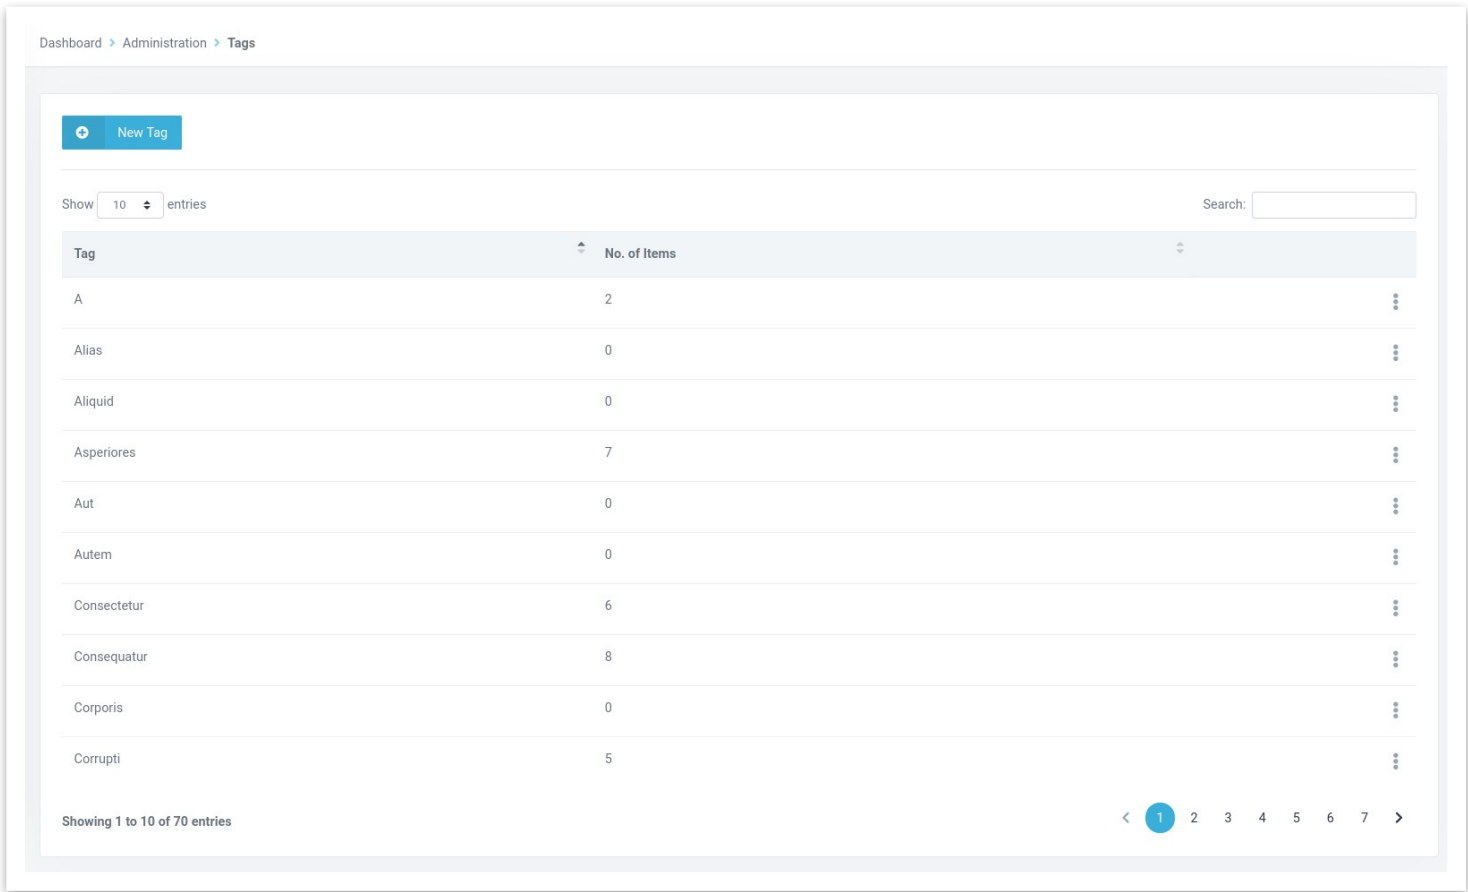 Dashboard > Administration > Tags
New Tag
Show 10 entries Search:
Tag No. of Items
A 2
Alias 0
Aliquid 0
Asperiores 7
Aut 0
Autem 0
Consectetur 6
Consequatur 8
Corporis 0
Corrupti 5
Showing 1 to 10 of 70 entries 1 2 3 4 5 6 7